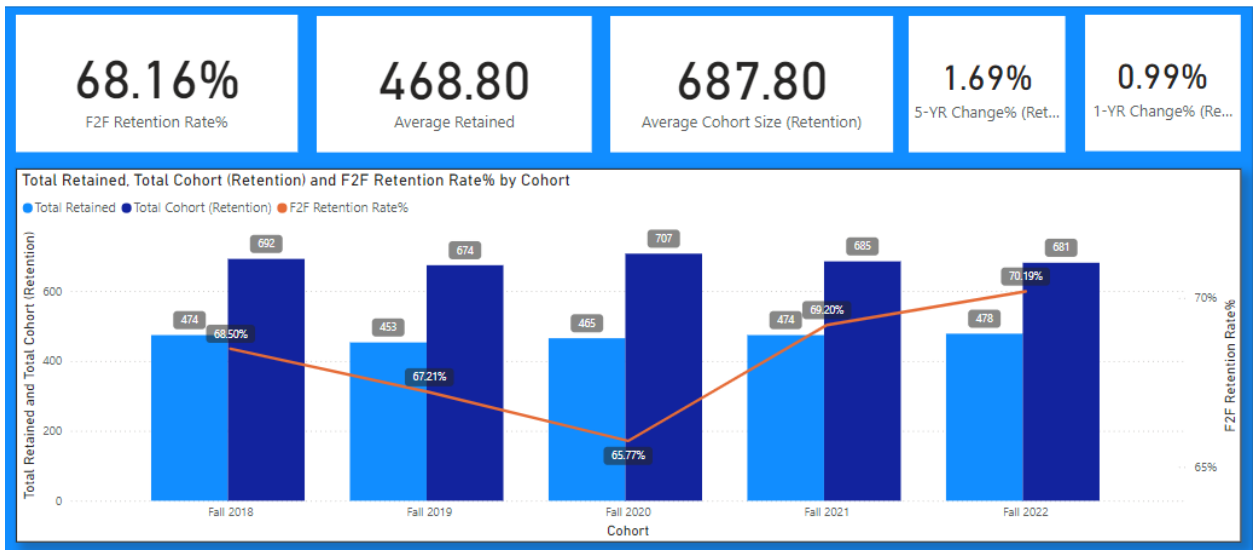 68.16%
F2F Retention Rate%
468.80
Average Retained
687.80
Average Cohort Size (Retention)
1.69%
5-YR Change% (Ret...
0.99%
1-YR Change% (Re...
Total Retained, Total Cohort (Retention) and F2F Retention Rate% by Cohort
Total Retained Total Cohort (Retention) F2F Retention Rate%
Total Retained and Total Cohort (Retention)
600
400
200
0
474
692
68.50%
453
674
67.21%
465
707
65.77%
474
685
69.20%
478
681
70.19%
70%
65%
F2F Retention Rate%
Fall 2018
Fall 2019
Fall 2020
Fall 2021
Fall 2022
Cohort